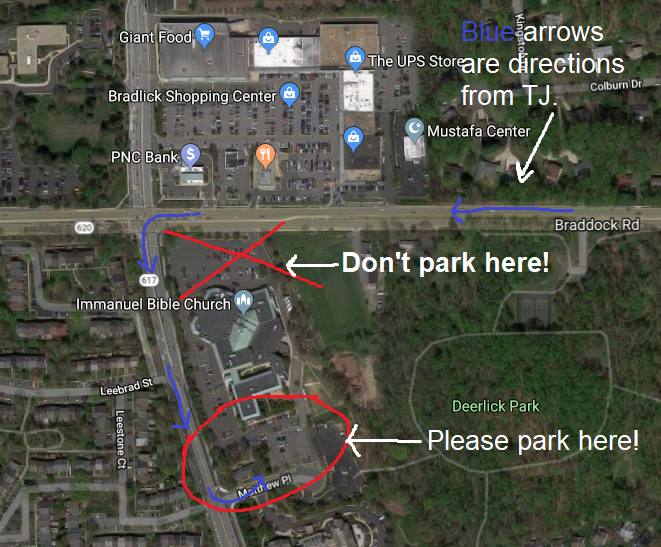 Giant Food
The UPS Store
Bradlick Shopping Center
Mustafa Center
PNC Bank
Blue arrows
are directions
from TJ.
Colburn Dr
620
Braddock Rd
617
Don't park here!
Immanuel Bible Church
Leebrad St
Leestone Ct
Deerlick Park
Please park here!
Matthew Pl